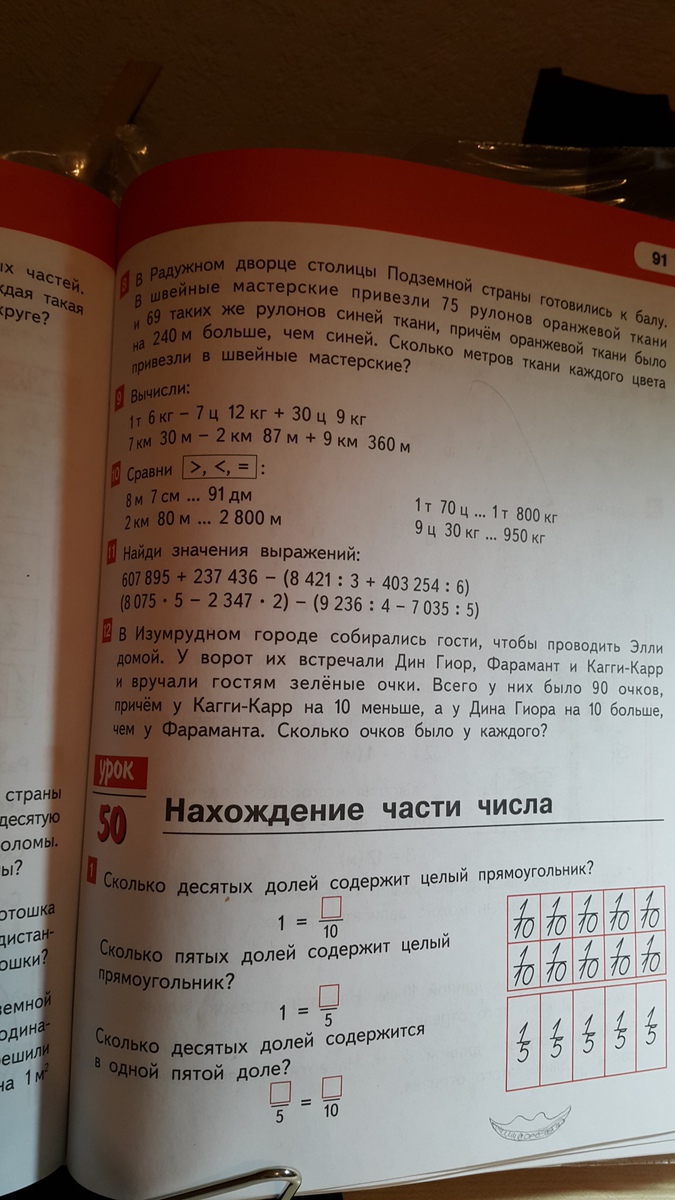 91
ых частей.
ждая такая
круге?
8 В Радужном дворце столицы Подземной страны готовились к балу.
В швейные мастерские привезли 75 рулонов оранжевой ткани
и 69 таких же рулонов синей ткани, причём оранжевой ткани было
на 240 м больше, чем синей. Сколько метров ткани каждого цвета
привезли в швейные мастерские?
9 Вычисли:
1т 6 кг − 7 ц 12 кг + 30 ц 9 кг
7 км 30 м − 2 км 87 м + 9 км 360 м
10 Сравни >, <, = :
8 м 7 см ... 91 дм
2 км 80 м ... 2 800 м
1 т 70 ц ... 1 т 800 кг
9 ц 30 кг ... 950 кг
11 Найди значения выражений:
607 895 + 237 436 − (8 421 : 3 + 403 254 : 6)
(8 075 · 5 − 2 347 · 2) − (9 236 : 4 − 7 035 : 5)
12 В Изумрудном городе собирались гости, чтобы проводить Элли
домой. У ворот их встречали Дин Гиор, Фарамант и Кагги-Карр
и вручали гостям зелёные очки. Всего у них было 90 очков,
причём у Кагги-Карр на 10 меньше, а у Дина Гиора на 10 больше,
чем у Фараманта. Сколько очков было у каждого?
страны
десятую
оломы.
ы?
отошка
дистан-
ошки?
земной
одина-
решили
на 1 м²
урок
50
Нахождение части числа
1 Сколько десятых долей содержит целый прямоугольник?
1 = □/10
Сколько пятых долей содержит целый
прямоугольник?
1 = □/5
Сколько десятых долей содержится
в одной пятой доле?
□/5 = □/10
1/10 1/10 1/10 1/10 1/10
1/10 1/10 1/10 1/10 1/10
1/5 1/5 1/5 1/5 1/5